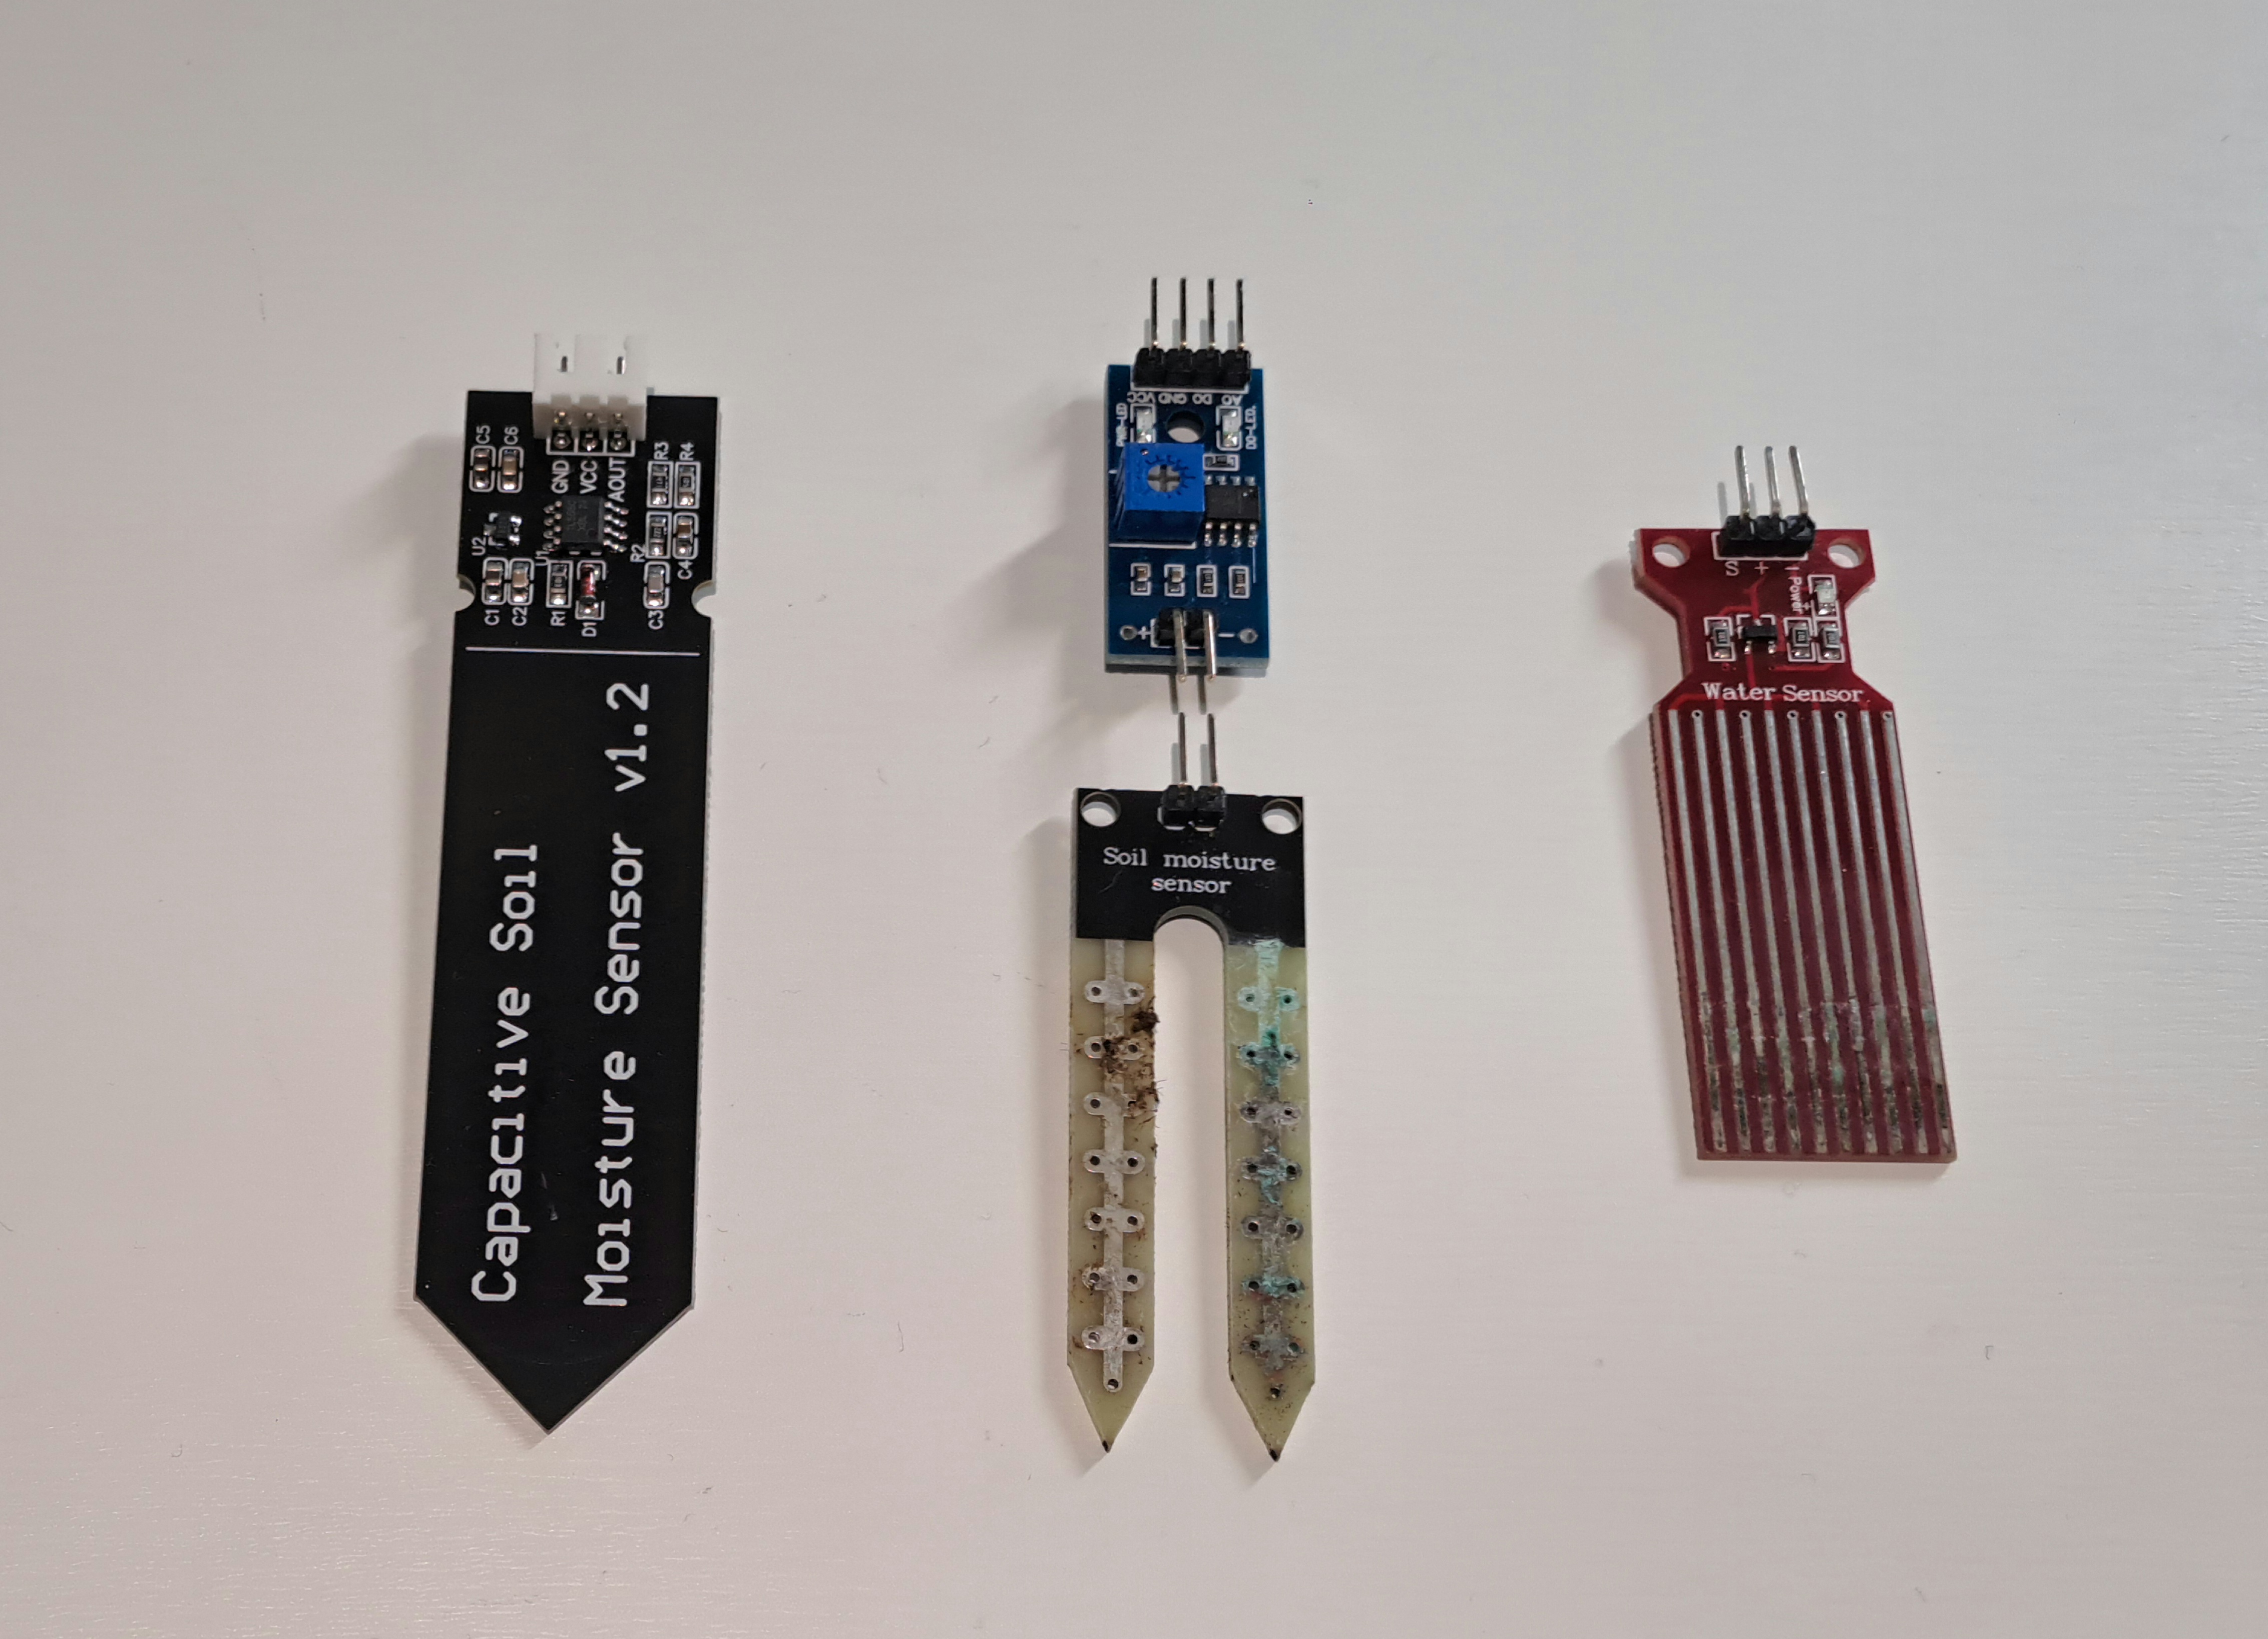 C5
C6
GND
VCC
AOUT
R3
R4
U2
U1
R2
C4
C1
C2
R1
D1
C3
Capacitive Soil
Moisture Sensor v1.2
VCC GND DO AO
PWR-LED
DO-LED
+ -
Soil moisture
sensor
S + -
Power
Water Sensor